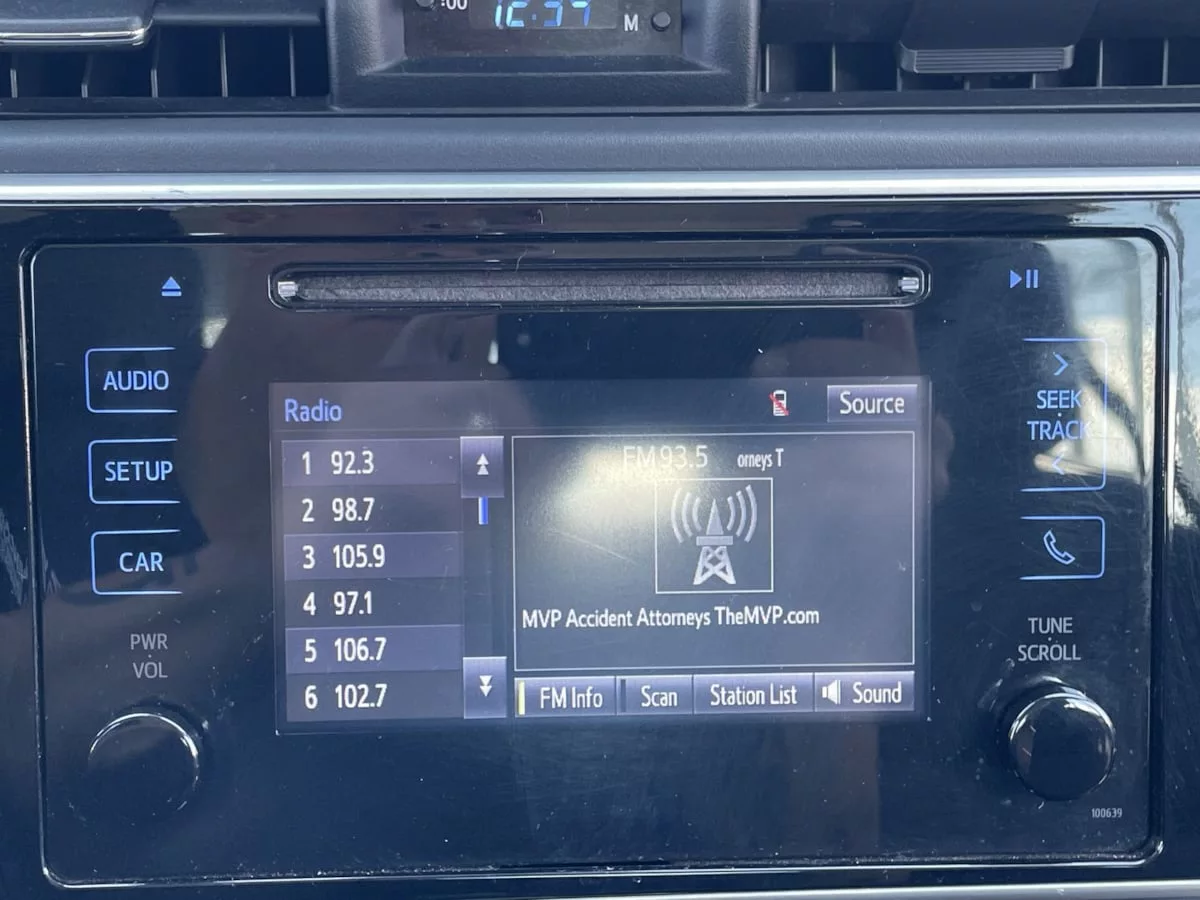 :00
12:37
M
AUDIO
SETUP
CAR
PWR
VOL
Radio
Source
1 92.3
2 98.7
3 105.9
4 97.1
5 106.7
6 102.7
FM 93.5 orneys T
MVP Accident Attorneys TheMVP.com
FM Info
Scan
Station List
Sound
SEEK
TRACK
TUNE
SCROLL
100639